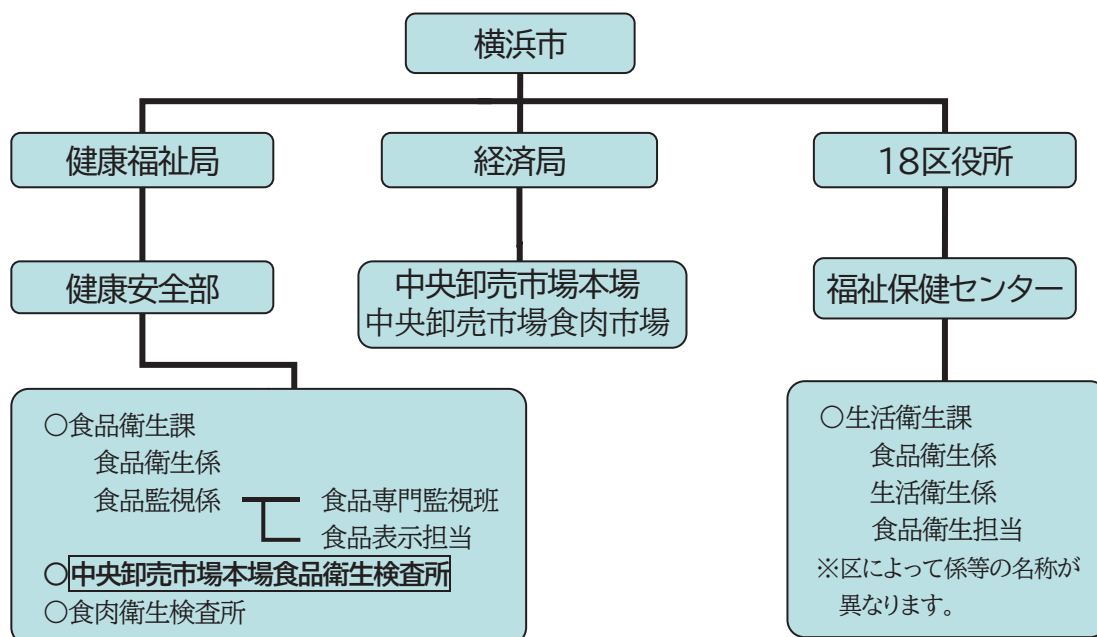 横浜市
健康福祉局
経済局
18区役所
健康安全部
中央卸売市場本場
中央卸売市場食肉市場
福祉保健センター
○食品衛生課
食品衛生係
食品監視係
食品専門監視班
食品表示担当
○中央卸売市場本場食品衛生検査所
○食肉衛生検査所
○生活衛生課
食品衛生係
生活衛生係
食品衛生担当
※区によって係等の名称が
異なります。